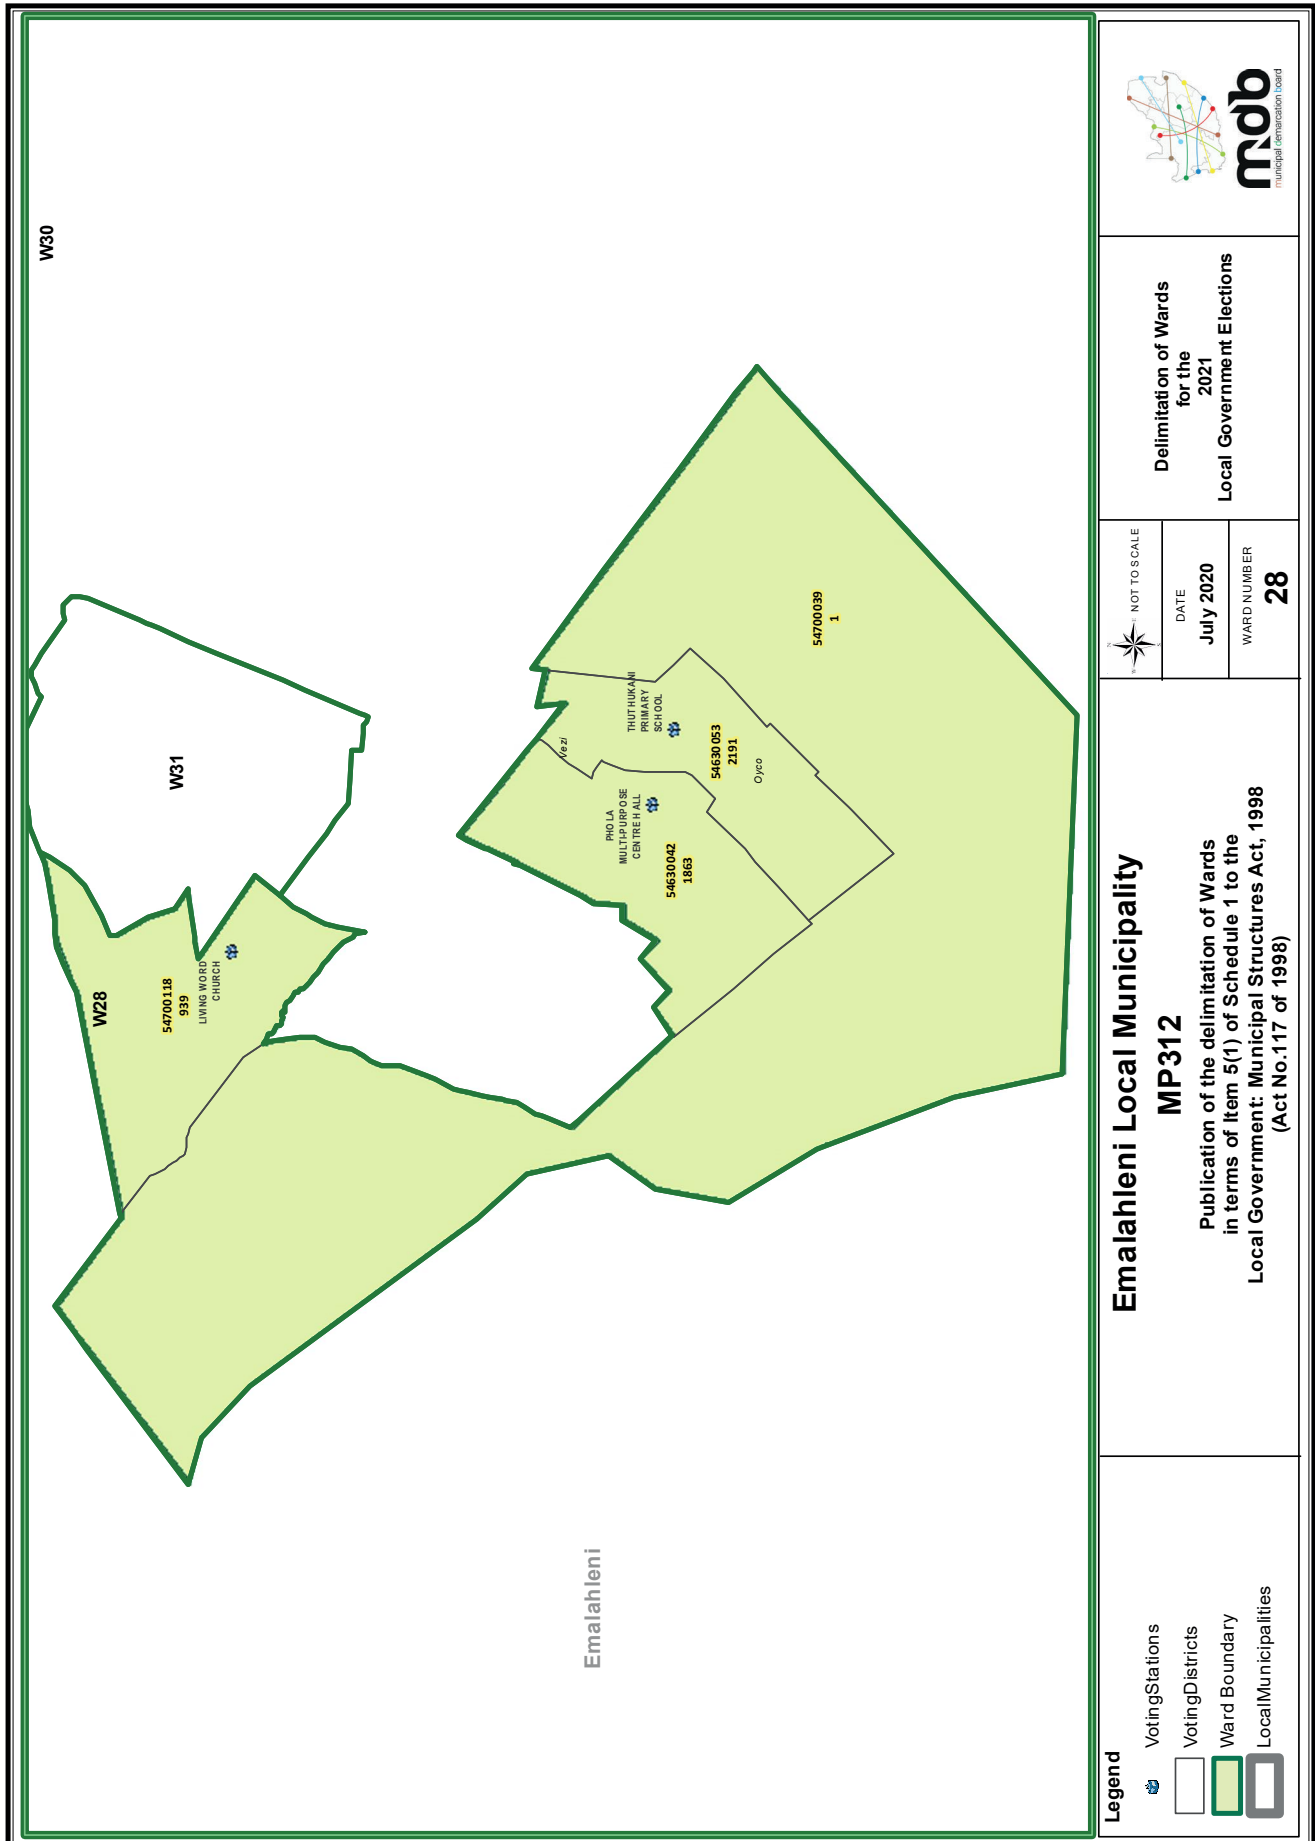 W30
W31
W28
54700118
939
LIVING WORD
CHURCH
Vezi
THUTHUKANI
PRIMARY
SCHOOL
PHOLA
MULTI-PURPOSE
CENTRE HALL
54630053
2191
Oyco
54630042
1863
54700039
1
Emalahleni
Legend
VotingStations
VotingDistricts
Ward Boundary
LocalMunicipalities
Emalahleni Local Municipality
MP312
Publication of the delimitation of Wards
in terms of Item 5(1) of Schedule 1 to the
Local Government: Municipal Structures Act, 1998
(Act No.117 of 1998)
N
W
E
S
NOT TO SCALE
DATE
July 2020
WARD NUMBER
28
Delimitation of Wards
for the
2021
Local Government Elections
mdb
municipal demarcation board